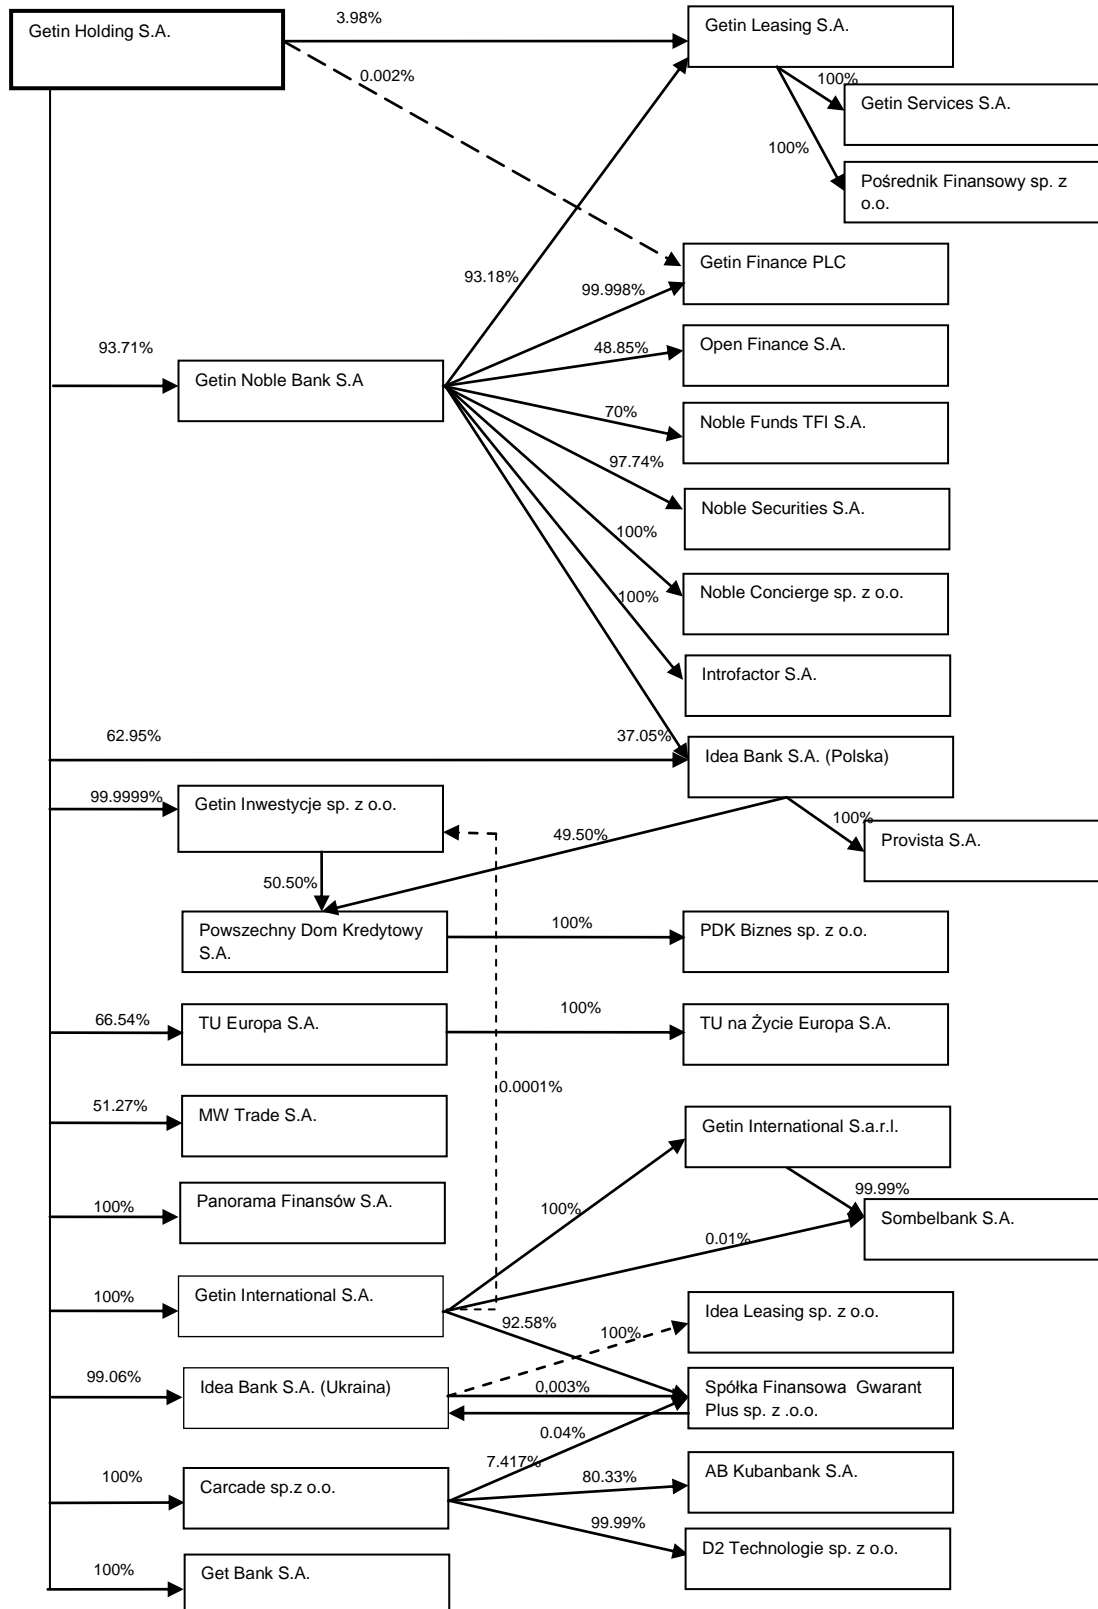 Getin Holding S.A.
3.98%
Getin Leasing S.A.
0.002%
100%
Getin Services S.A.
100%
Pośrednik Finansowy sp. z
o.o.
93.18%
Getin Finance PLC
99.998%
93.71%
48.85%
Open Finance S.A.
Getin Noble Bank S.A
70%
Noble Funds TFI S.A.
97.74%
Noble Securities S.A.
100%
Noble Concierge sp. z o.o.
100%
Introfactor S.A.
62.95%
37.05%
Idea Bank S.A. (Polska)
99.9999%
Getin Inwestycje sp. z o.o.
49.50%
100%
Provista S.A.
50.50%
Powszechny Dom Kredytowy
S.A.
100%
PDK Biznes sp. z o.o.
66.54%
TU Europa S.A.
100%
TU na Życie Europa S.A.
0.0001%
51.27%
MW Trade S.A.
Getin International S.a.r.l.
100%
Panorama Finansów S.A.
100%
99.99%
Sombelbank S.A.
0.01%
100%
Getin International S.A.
92.58%
100%
Idea Leasing sp. z o.o.
99.06%
Idea Bank S.A. (Ukraina)
0,003%
Spółka Finansowa Gwarant
Plus sp. z .o.o.
0.04%
7.417%
100%
Carcade sp.z o.o.
80.33%
AB Kubanbank S.A.
99.99%
D2 Technologie sp. z o.o.
100%
Get Bank S.A.